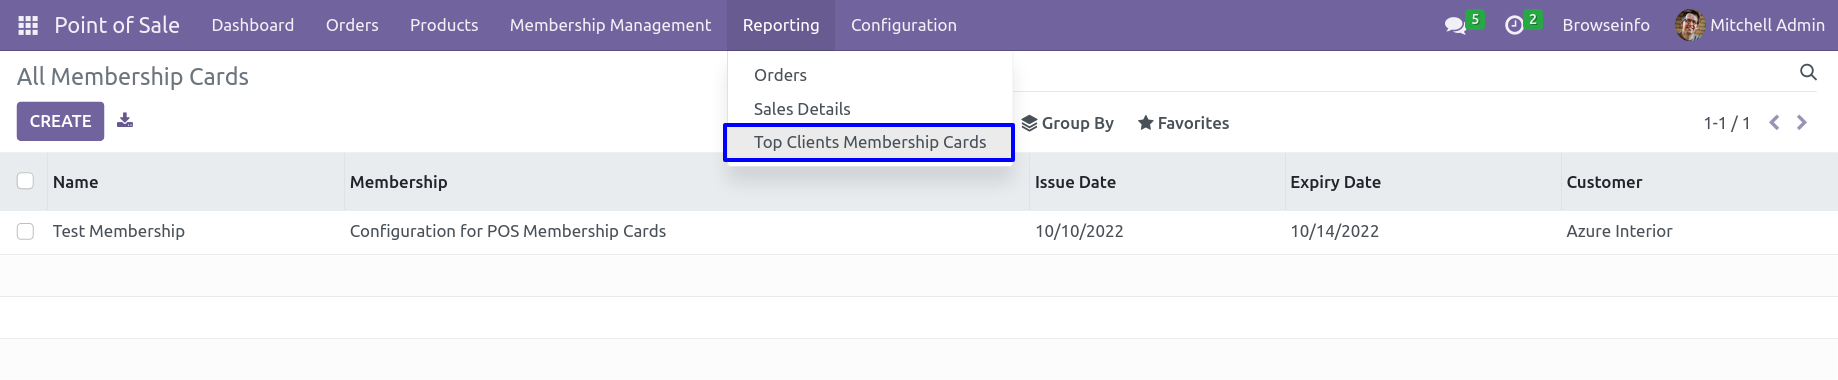 Point of Sale Dashboard Orders Products Membership Management Reporting Configuration 5 2 Browseinfo Mitchell Admin
All Membership Cards
Orders
Sales Details
Top Clients Membership Cards
CREATE
Group By Favorites 1-1 / 1
Name Membership Issue Date Expiry Date Customer
Test Membership Configuration for POS Membership Cards 10/10/2022 10/14/2022 Azure Interior